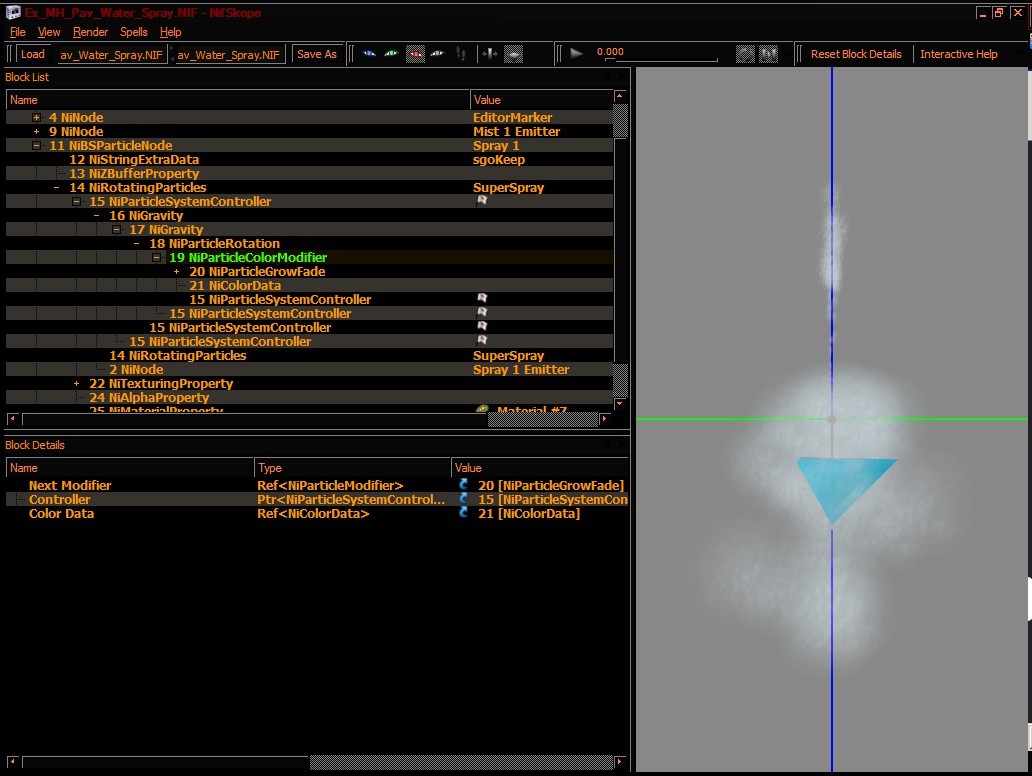 Ex_MH_Pav_Water_Spray.NIF - NifSkope
File View Render Spells Help
Load av_Water_Spray.NIF av_Water_Spray.NIF Save As 0.000 Reset Block Details Interactive Help
Block List
Name Value
4 NiNode EditorMarker
9 NiNode Mist 1 Emitter
11 NiBSParticleNode Spray 1
12 NiStringExtraData sgoKeep
13 NiZBufferProperty
14 NiRotatingParticles SuperSpray
15 NiParticleSystemController
16 NiGravity
17 NiGravity
18 NiParticleRotation
19 NiParticleColorModifier
20 NiParticleGrowFade
21 NiColorData
15 NiParticleSystemController
15 NiParticleSystemController
15 NiParticleSystemController
15 NiParticleSystemController
14 NiRotatingParticles SuperSpray
2 NiNode Spray 1 Emitter
22 NiTexturingProperty
24 NiAlphaProperty
25 NiMaterialProperty Material #7
Block Details
Name Type Value
Next Modifier Ref<NiParticleModifier> 20 [NiParticleGrowFade]
Controller Ptr<NiParticleSystemControl... 15 [NiParticleSystemCon
Color Data Ref<NiColorData> 21 [NiColorData]